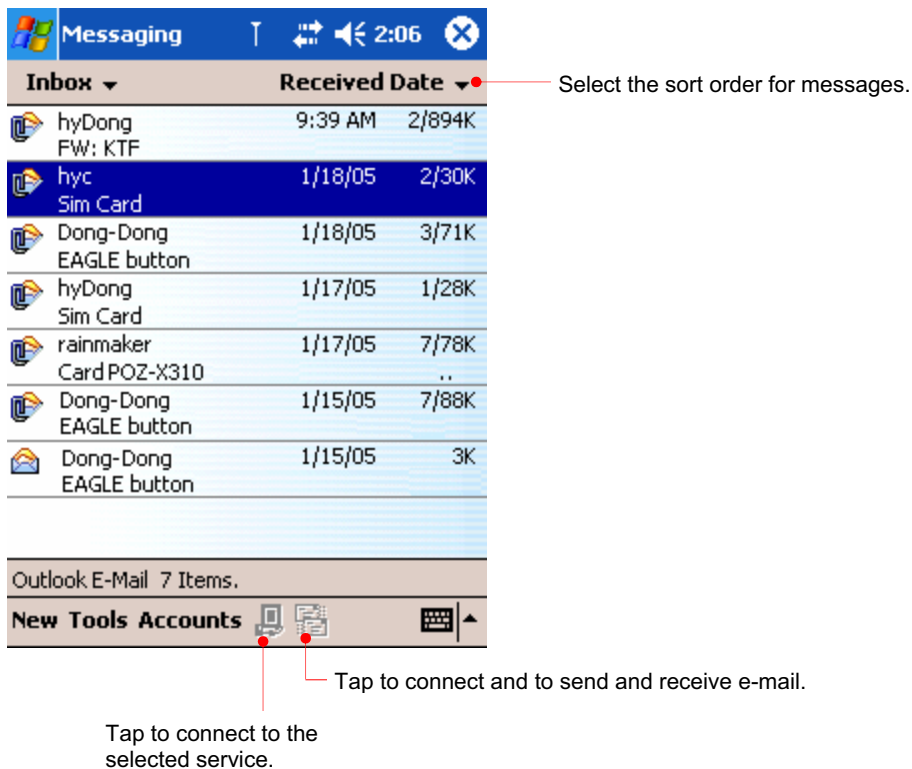 Messaging 2:06
Inbox Received Date
Select the sort order for messages.
hyDong 9:39 AM 2/894K
FW: KTF
hyc 1/18/05 2/30K
Sim Card
Dong-Dong 1/18/05 3/71K
EAGLE button
hyDong 1/17/05 1/28K
Sim Card
rainmaker 1/17/05 7/78K
Card POZ-X310 ..
Dong-Dong 1/15/05 7/88K
EAGLE button
Dong-Dong 1/15/05 3K
EAGLE button
Outlook E-Mail 7 Items.
New Tools Accounts
Tap to connect and to send and receive e-mail.
Tap to connect to the
selected service.